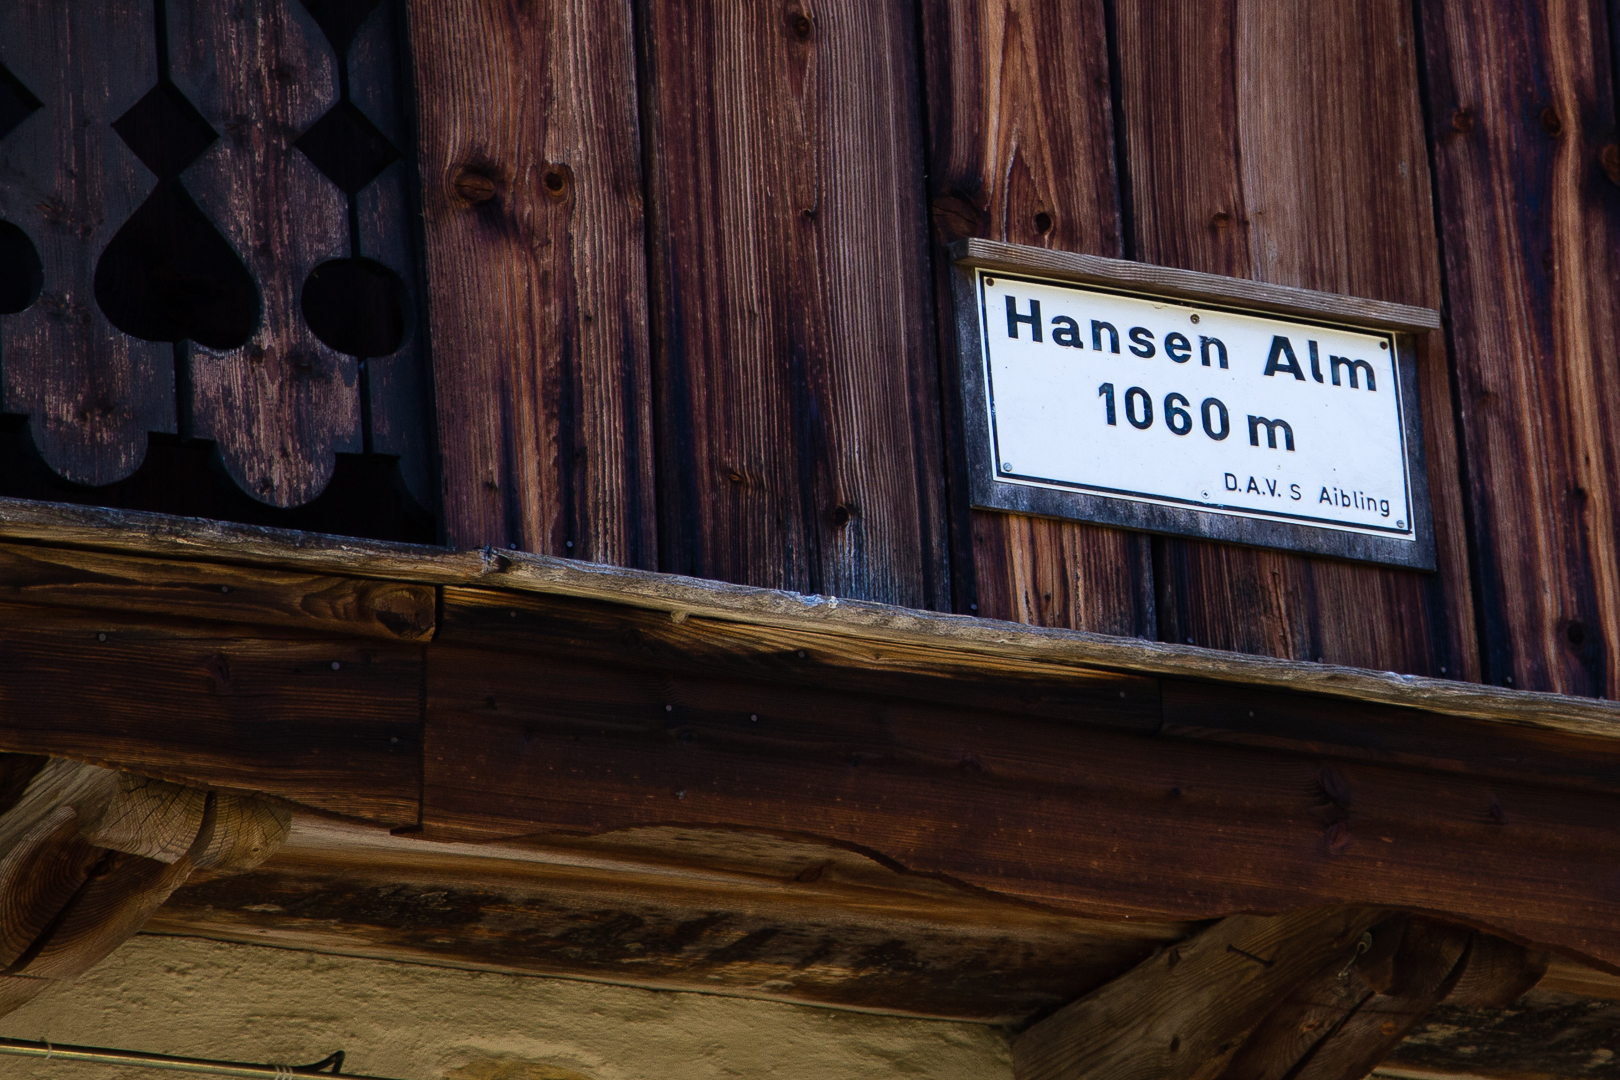 Hansen Alm
1060 m
D.A.V. S Aibling